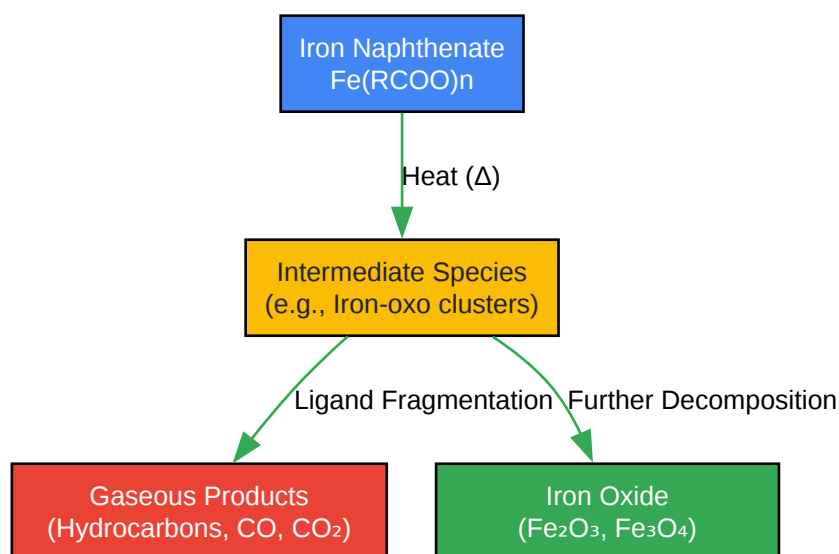 Iron Naphthenate
Fe(RCOO)n
Heat (Δ)
Intermediate Species
(e.g., Iron-oxo clusters)
Ligand Fragmentation
Further Decomposition
Gaseous Products
(Hydrocarbons, CO, CO₂)
Iron Oxide
(Fe₂O₃, Fe₃O₄)